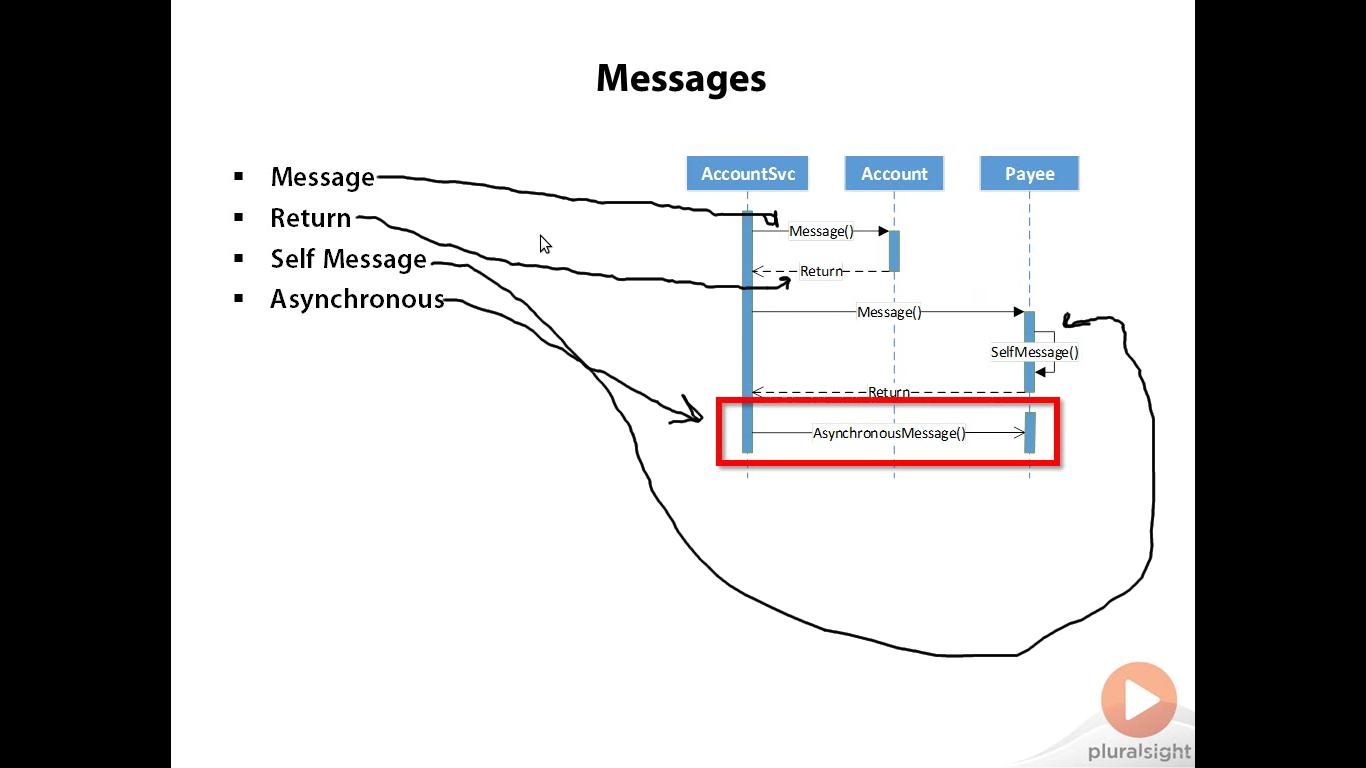 Messages
▪ Message
▪ Return
▪ Self Message
▪ Asynchronous
AccountSvc Account Payee
Message()
Return
Message()
SelfMessage()
Return
AsynchronousMessage()
pluralsight